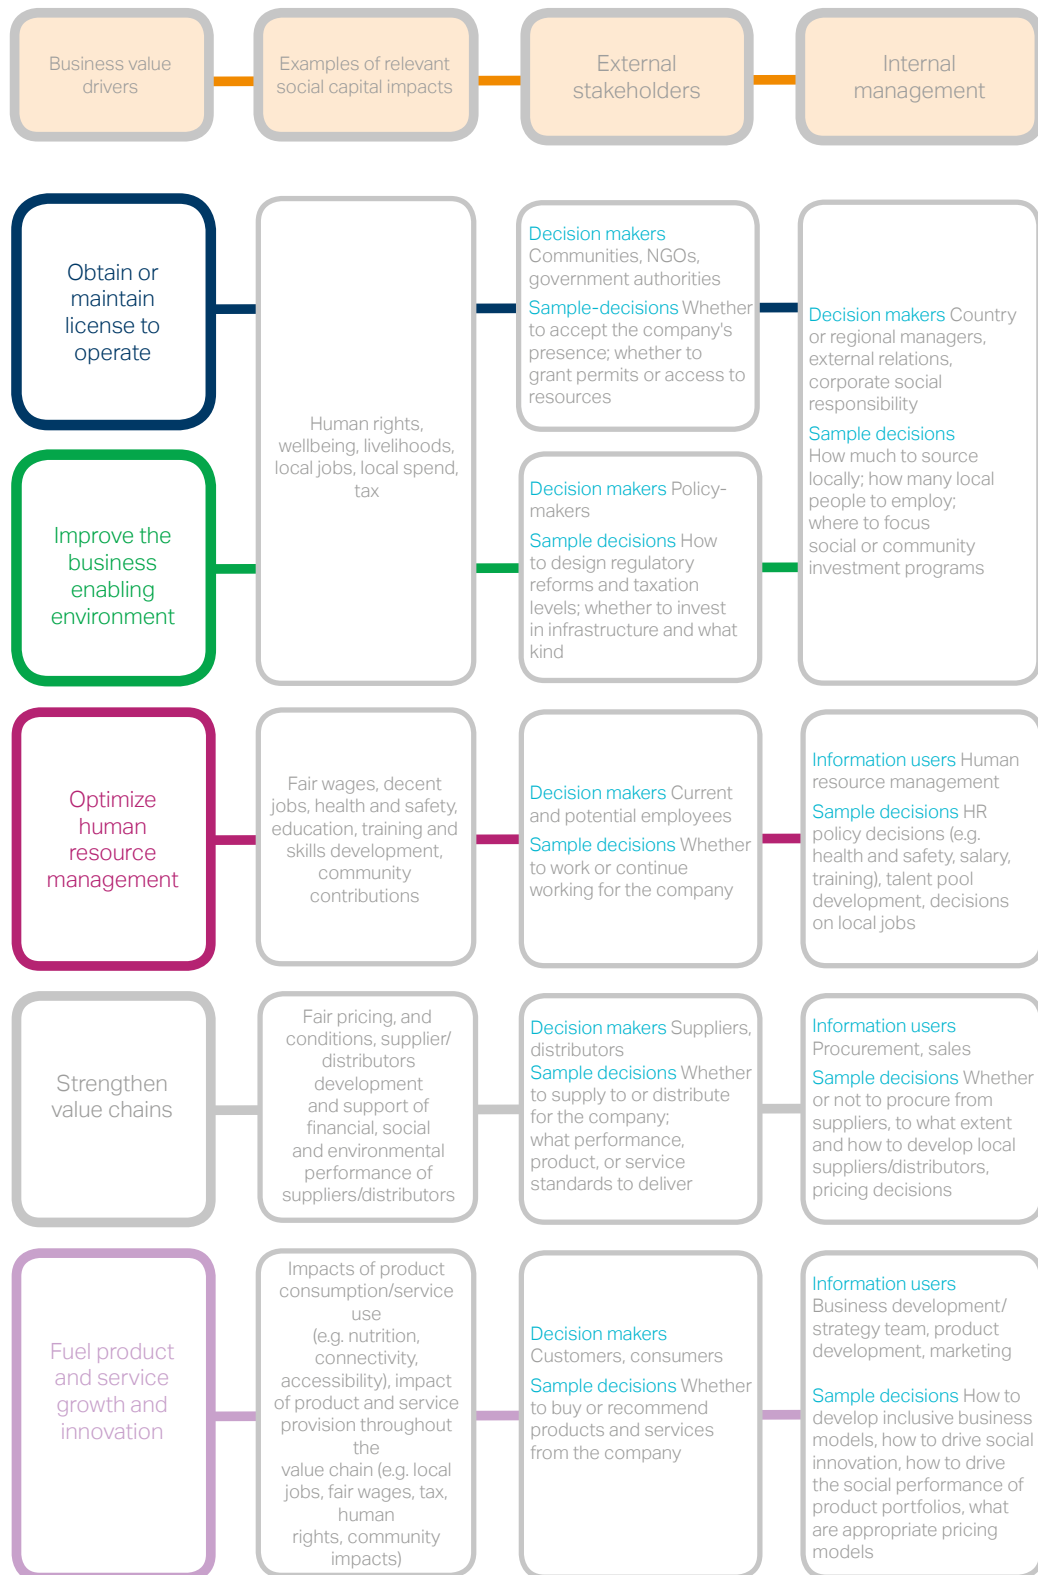 Business value
drivers
Examples of relevant
social capital impacts
External
stakeholders
Internal
management
Obtain or
maintain
license to
operate
Human rights,
wellbeing, livelihoods,
local jobs, local spend,
tax
Decision makers
Communities, NGOs,
government authorities
Sample-decisions Whether
to accept the company's
presence; whether to
grant permits or access to
resources
Decision makers Country
or regional managers,
external relations,
corporate social
responsibility
Sample decisions
How much to source
locally; how many local
people to employ;
where to focus
social or community
investment programs
Improve the
business
enabling
environment
Decision makers Policy-
makers
Sample decisions How
to design regulatory
reforms and taxation
levels; whether to invest
in infrastructure and what
kind
Optimize
human
resource
management
Fair wages, decent
jobs, health and safety,
education, training and
skills development,
community
contributions
Decision makers Current
and potential employees
Sample decisions Whether
to work or continue
working for the company
Information users Human
resource management
Sample decisions HR
policy decisions (e.g.
health and safety, salary,
training), talent pool
development, decisions
on local jobs
Strengthen
value chains
Fair pricing, and
conditions, supplier/
distributors
development
and support of
financial, social
and environmental
performance of
suppliers/distributors
Decision makers Suppliers,
distributors
Sample decisions Whether
to supply to or distribute
for the company;
what performance,
product, or service
standards to deliver
Information users
Procurement, sales
Sample decisions Whether
or not to procure from
suppliers, to what extent
and how to develop local
suppliers/distributors,
pricing decisions
Fuel product
and service
growth and
innovation
Impacts of product
consumption/service
use
(e.g. nutrition,
connectivity,
accessibility), impact
of product and service
provision throughout
the
value chain (e.g. local
jobs, fair wages, tax,
human
rights, community
impacts)
Decision makers
Customers, consumers
Sample decisions Whether
to buy or recommend
products and services
from the company
Information users
Business development/
strategy team, product
development, marketing
Sample decisions How to
develop inclusive business
models, how to drive social
innovation, how to drive
the social performance of
product portfolios, what
are appropriate pricing
models